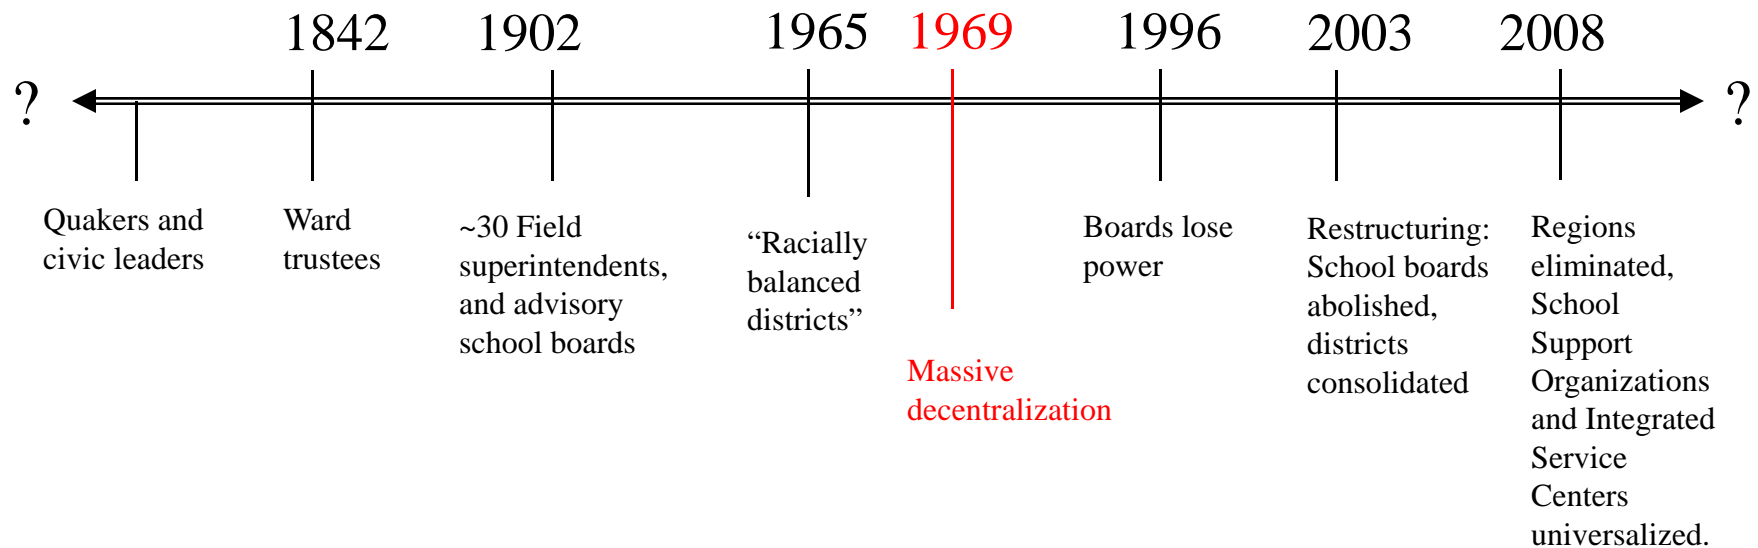 1842 1902 1965 1969 1996 2003 2008
? ?
Quakers and
civic leaders
Ward
trustees
~30 Field
superintendents,
and advisory
school boards
“Racially
balanced
districts”
Massive
decentralization
Boards lose
power
Restructuring:
School boards
abolished,
districts
consolidated
Regions
eliminated,
School
Support
Organizations
and Integrated
Service
Centers
universalized.